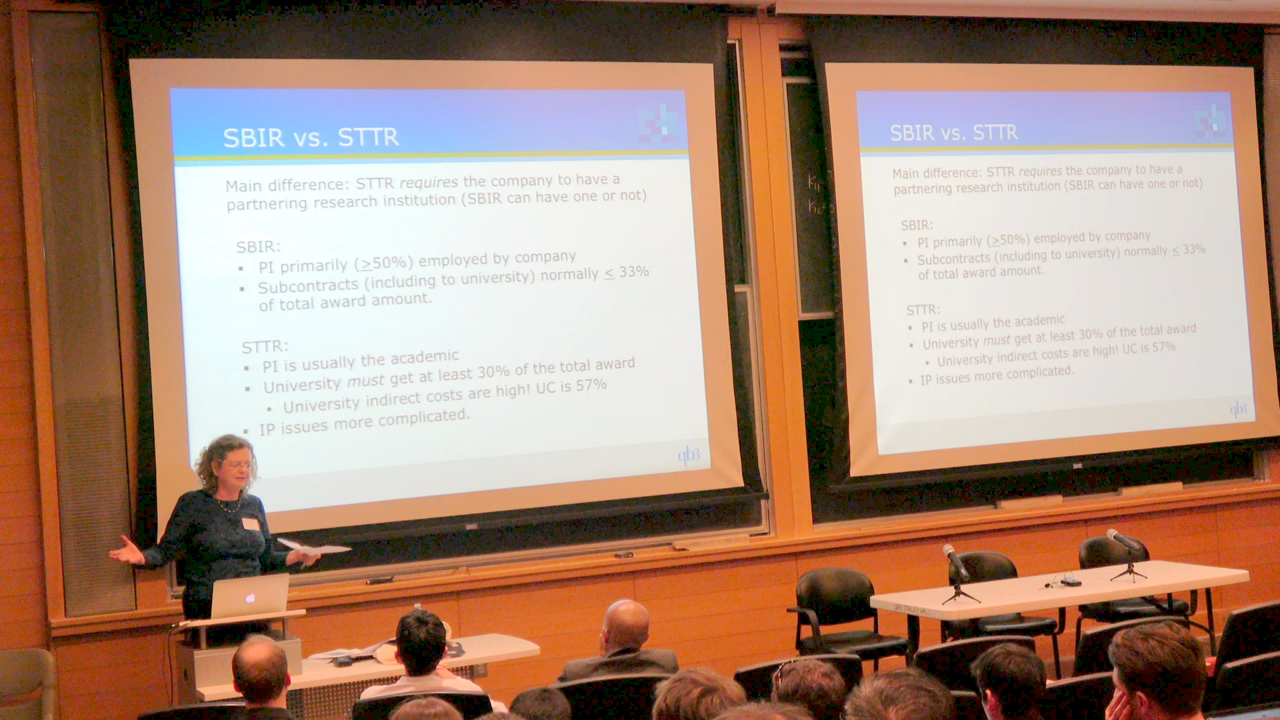 SBIR vs. STTR
Main difference: STTR requires the company to have a
partnering research institution (SBIR can have one or not)
SBIR:
▪ PI primarily (≥50%) employed by company
▪ Subcontracts (including to university) normally ≤ 33%
of total award amount.
STTR:
▪ PI is usually the academic
▪ University must get at least 30% of the total award
▪ University indirect costs are high! UC is 57%
▪ IP issues more complicated.
qb3
SBIR vs. STTR
Main difference: STTR requires the company to have a
partnering research institution (SBIR can have one or not)
SBIR:
▪ PI primarily (≥50%) employed by company
▪ Subcontracts (including to university) normally ≤ 33%
of total award amount.
STTR:
▪ PI is usually the academic
▪ University must get at least 30% of the total award
▪ University indirect costs are high! UC is 57%
▪ IP issues more complicated.
qb3